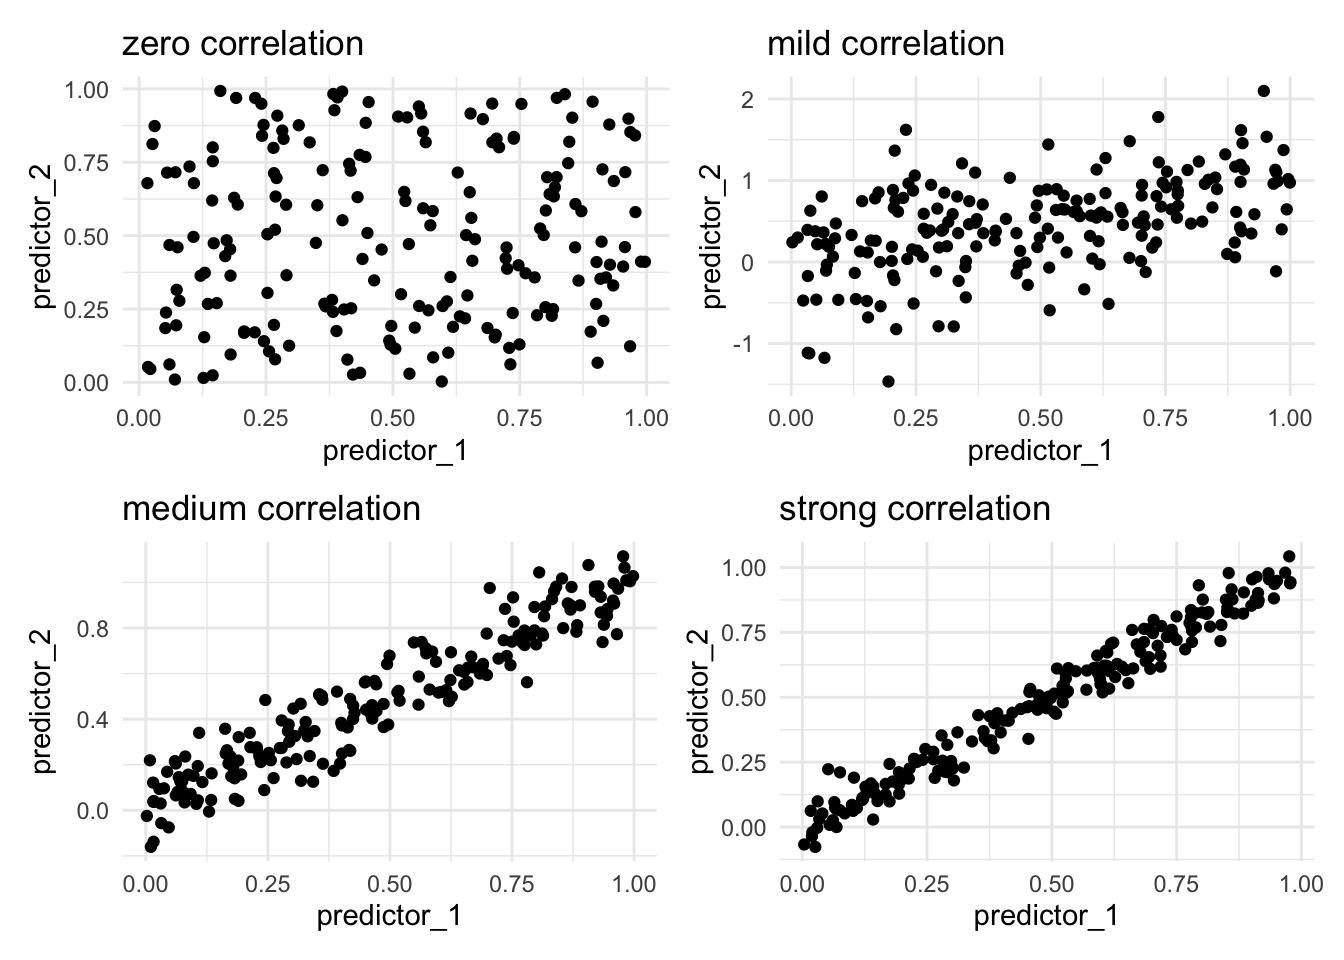 zero correlation
1.00
0.75
0.50
0.25
0.00
predictor_2
0.00 0.25 0.50 0.75 1.00
predictor_1
mild correlation
2
1
0
-1
predictor_2
0.00 0.25 0.50 0.75 1.00
predictor_1
medium correlation
0.8
0.4
0.0
predictor_2
0.00 0.25 0.50 0.75 1.00
predictor_1
strong correlation
1.00
0.75
0.50
0.25
0.00
predictor_2
0.00 0.25 0.50 0.75 1.00
predictor_1